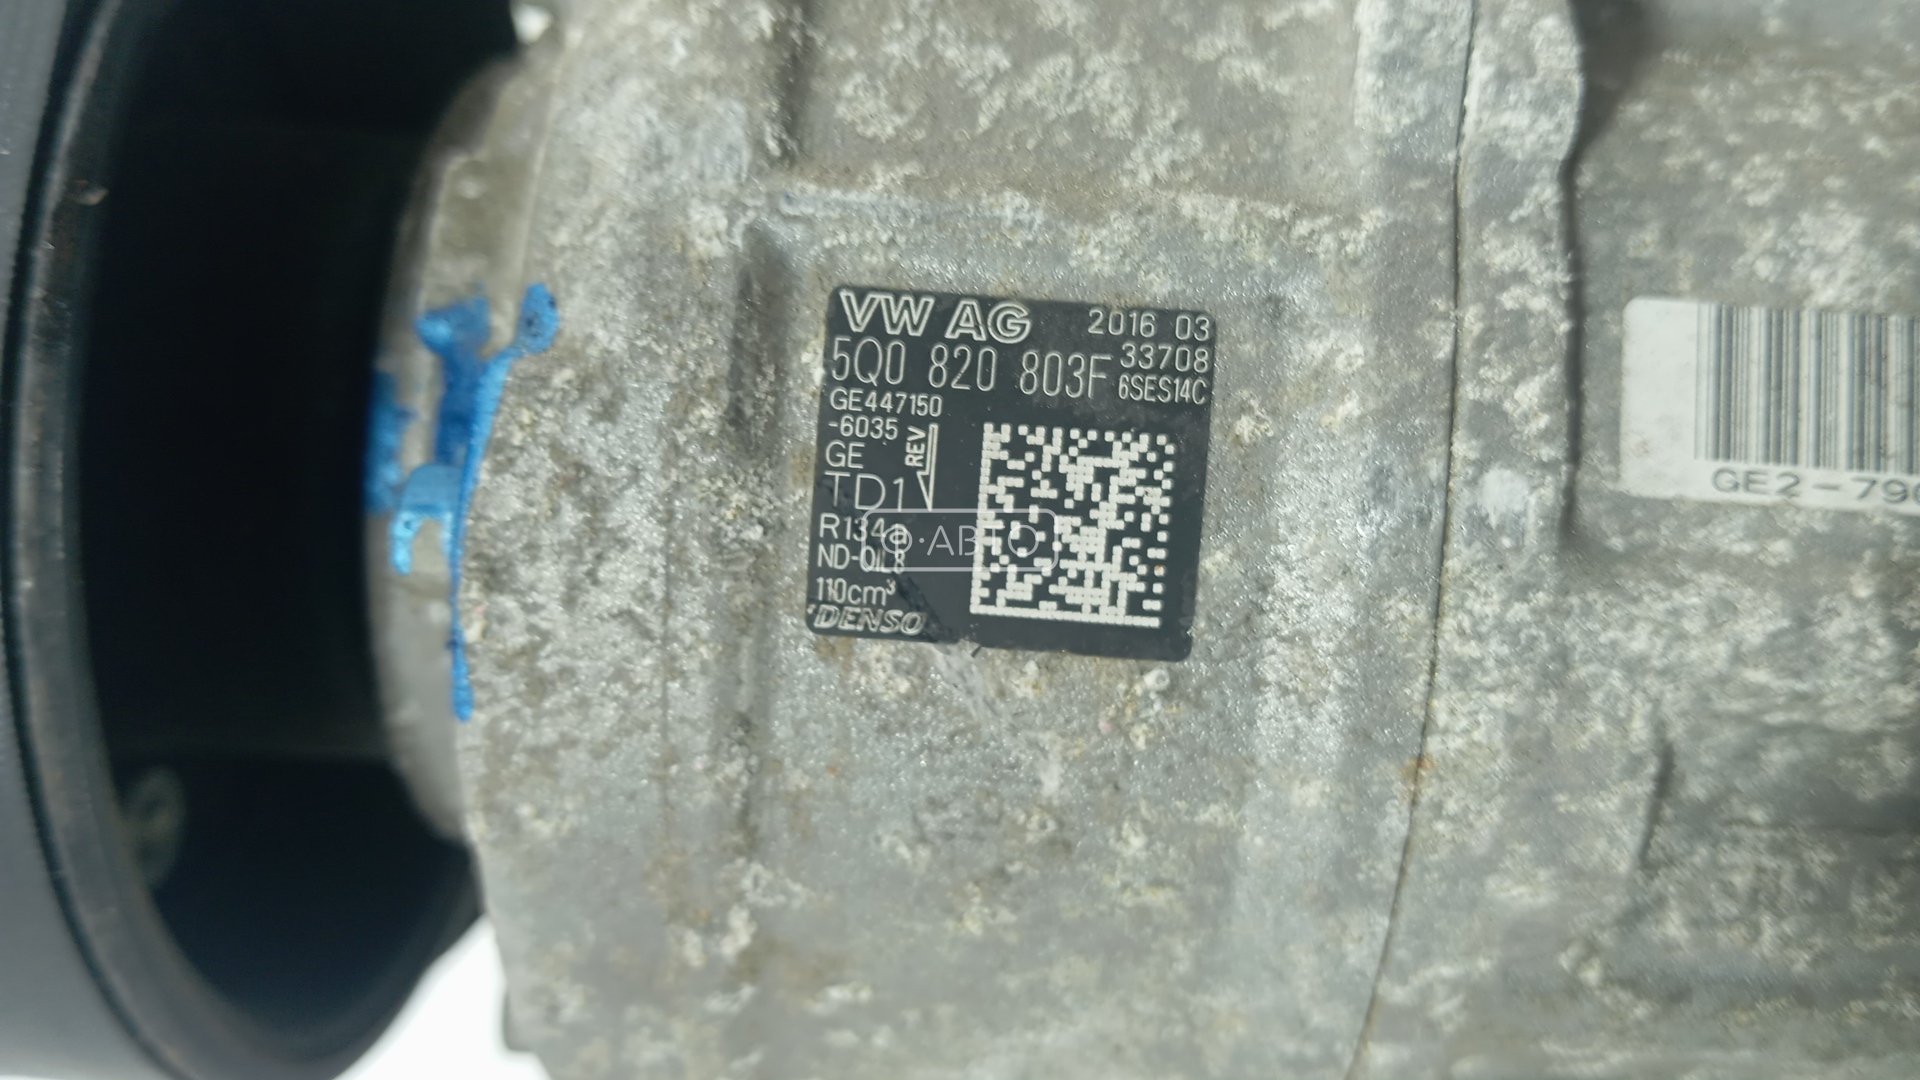 VW AG 2016 03
33708
5Q0 820 803F 6SES14C
GE447150
-6035
GE
REV
TD1
R134a
ND-OIL8
110cm³
DENSO
АВТО
GE2-79